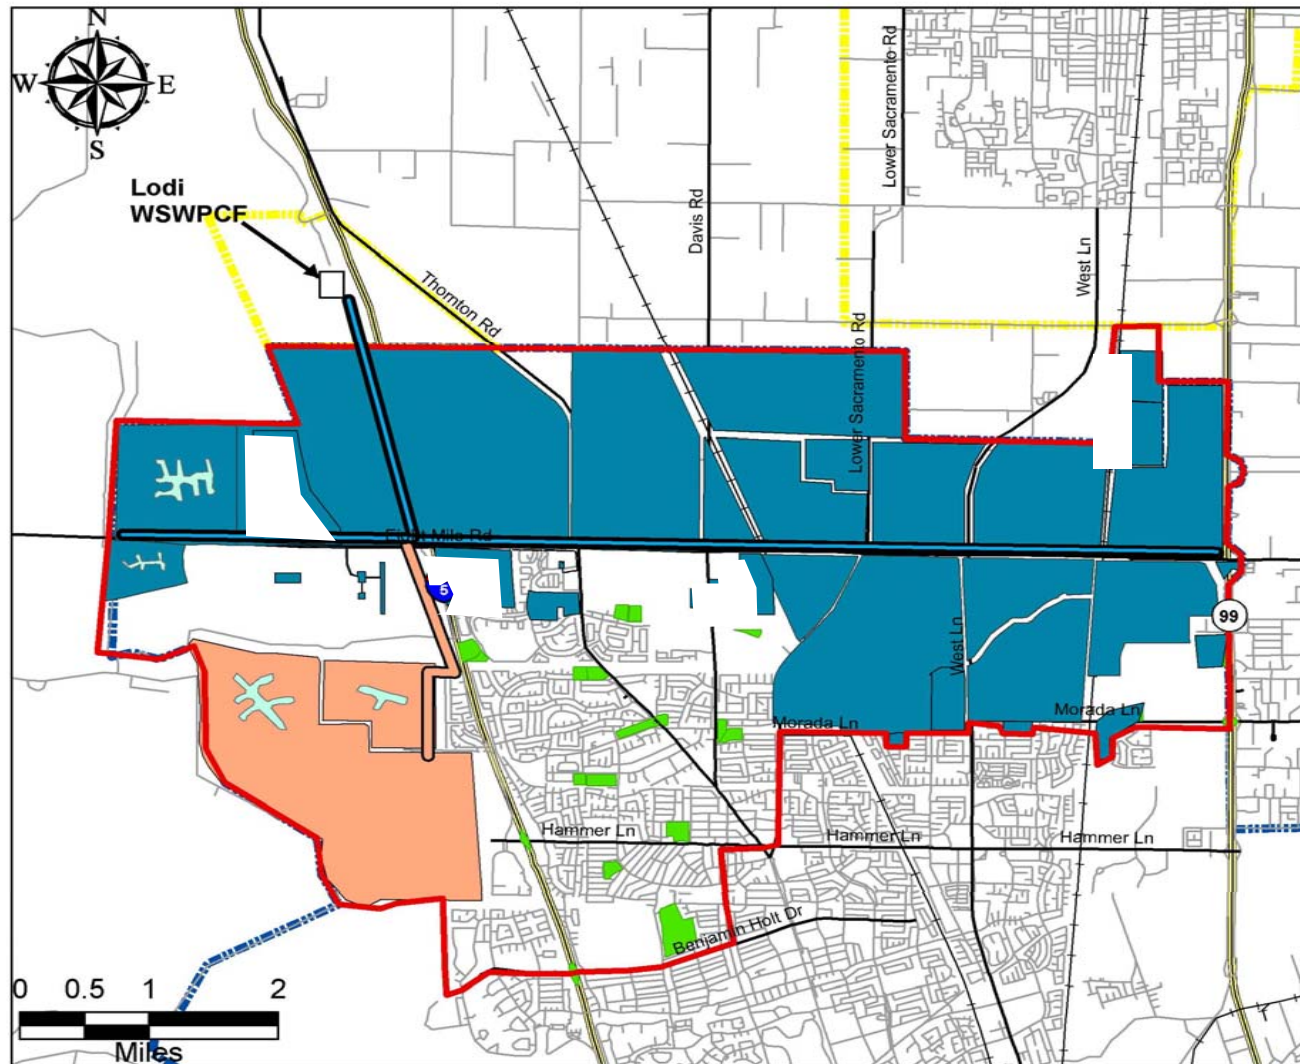 N
W
E
S
Lodi
WSWPCF
Thornton Rd
Davis Rd
Lower Sacramento Rd
West Ln
Lower Sacramento Rd
Eight Mile Rd
5
99
West Ln
Morada Ln
Morada Ln
Hammer Ln
Hammer Ln
Hammer Ln
Benjamin Holt Dr
0 0.5 1 2
Miles